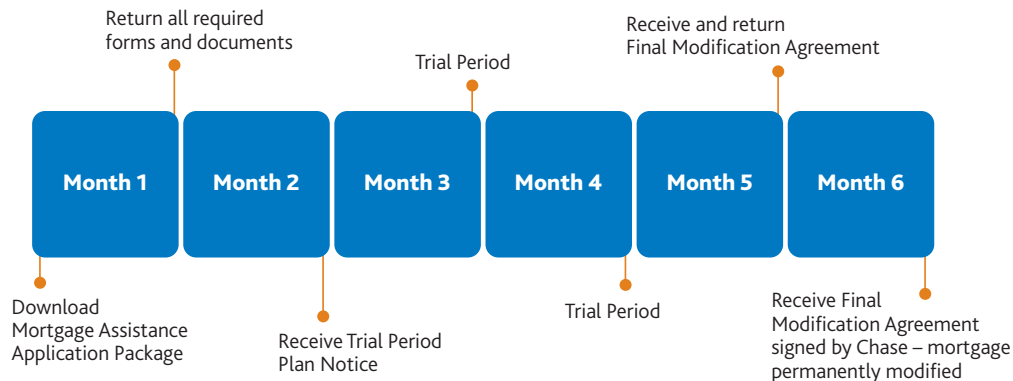 Return all required
forms and documents
Trial Period
Receive and return
Final Modification Agreement
Month 1
Month 2
Month 3
Month 4
Month 5
Month 6
Download
Mortgage Assistance
Application Package
Receive Trial Period
Plan Notice
Trial Period
Receive Final
Modification Agreement
signed by Chase – mortgage
permanently modified